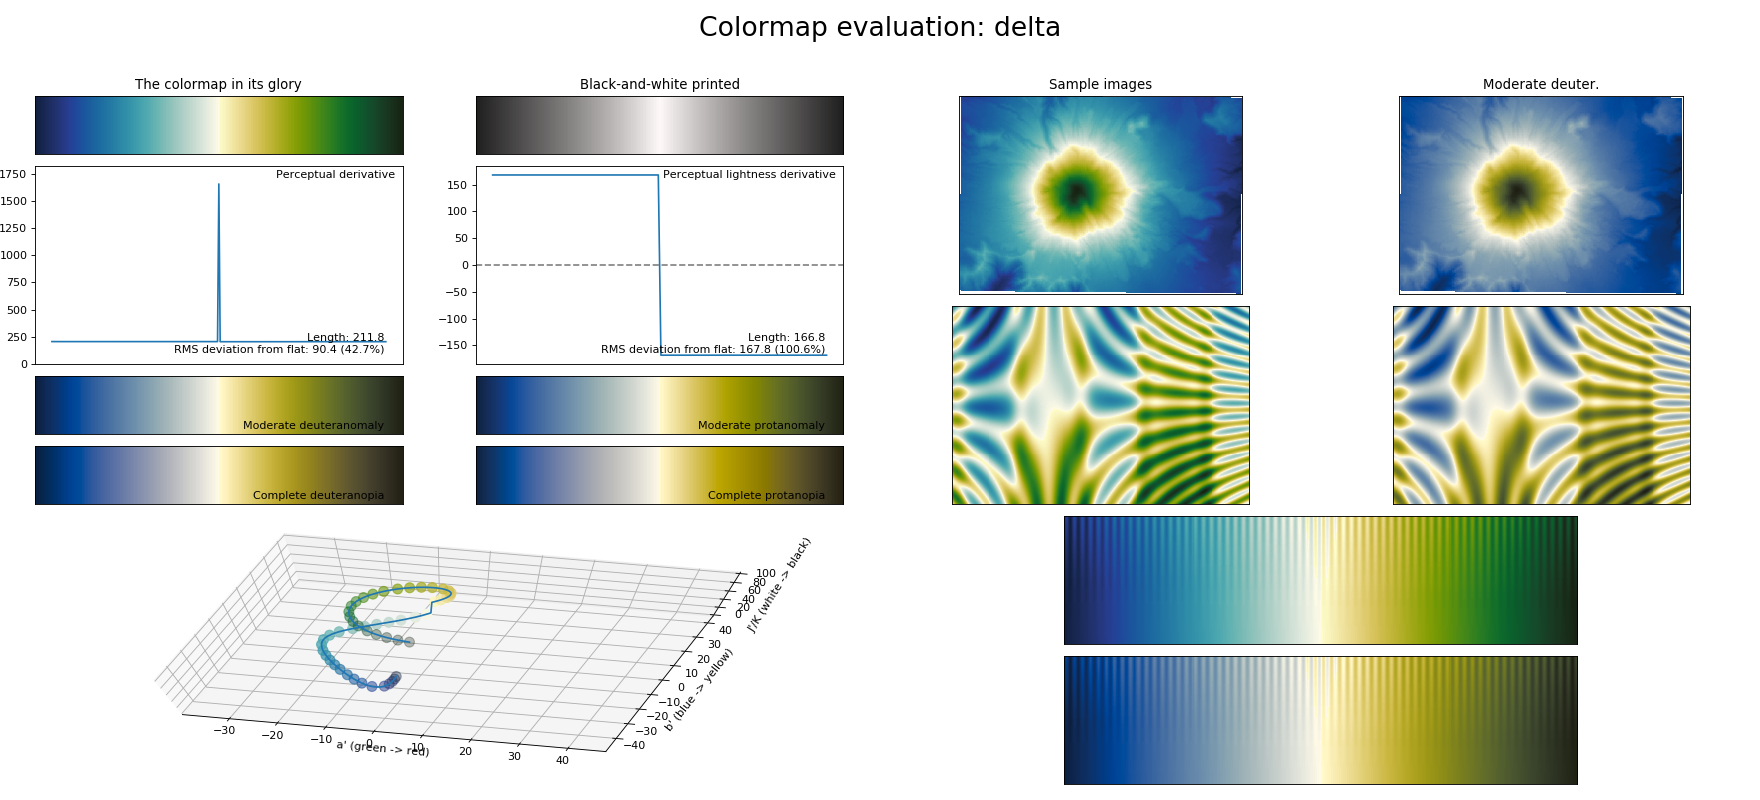 Colormap evaluation: delta
The colormap in its glory
Black-and-white printed
Sample images
Moderate deuter.
Perceptual derivative
1750
1500
1250
1000
750
500
250
0
Length: 211.8
RMS deviation from flat: 90.4 (42.7%)
Perceptual lightness derivative
150
100
50
0
−50
−100
−150
Length: 166.8
RMS deviation from flat: 167.8 (100.6%)
Moderate deuteranomaly
Moderate protanomaly
Complete deuteranopia
Complete protanopia
−30
−20
−10
0
10
20
30
40
a' (green -> red)
−40
−30
−20
−10
0
10
20
30
40
b' (blue -> yellow)
0
20
40
60
80
100
J'/K (white -> black)